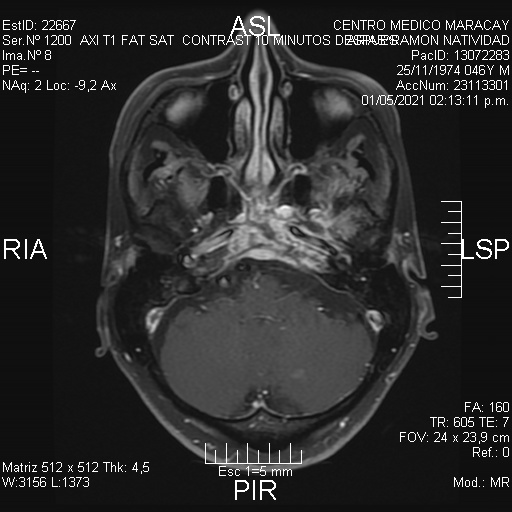 EstID: 22667
ASL
CENTRO MEDICO MARACAY
Ser.Nº 1200 AXI T1 FAT SAT CONTRAST 10 MINUTOS DESPUES
RAMON NATIVIDAD
Ima.Nº 8
PacID: 13072283
PE= --
25/11/1974 046Y M
NAq: 2 Loc: -9,2 Ax
AccNum: 23113301
01/05/2021 02:13:11 p.m.
RIA
LSP
FA: 160
TR: 605 TE: 7
FOV: 24 x 23,9 cm
Ref.: 0
Matriz 512 x 512 Thk: 4,5
Esc 1=5 mm
W:3156 L:1373
PIR
Mod.: MR